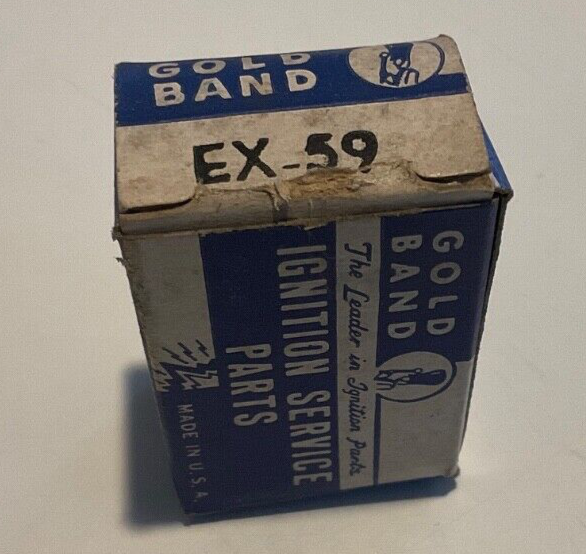 GOLD
BAND
EX-59
GOLD
BAND
The Leader in Ignition Parts
IGNITION SERVICE
PARTS
MADE IN U.S.A.